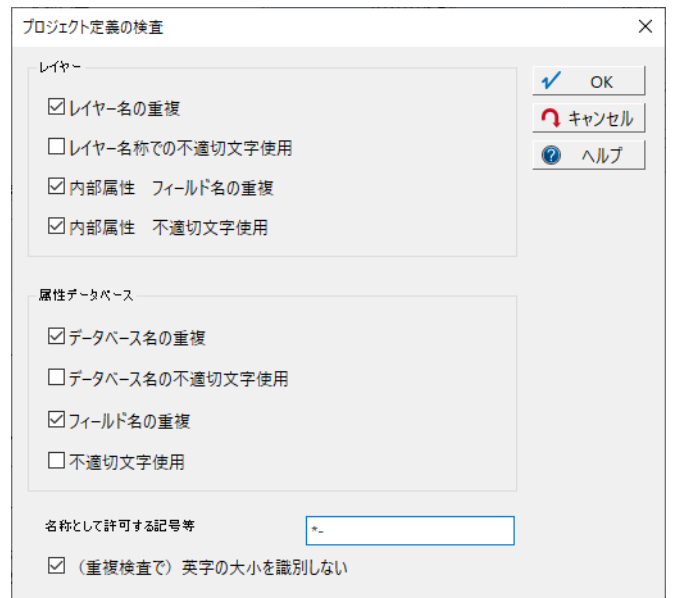 プロジェクト定義の検査
レイヤー
レイヤー名の重複
レイヤー名称での不適切文字使用
内部属性　フィールド名の重複
内部属性　不適切文字使用
属性データベース
データベース名の重複
データベース名の不適切文字使用
フィールド名の重複
不適切文字使用
名称として許可する記号等
*-
（重複検査で）英字の大小を識別しない
OK
キャンセル
ヘルプ